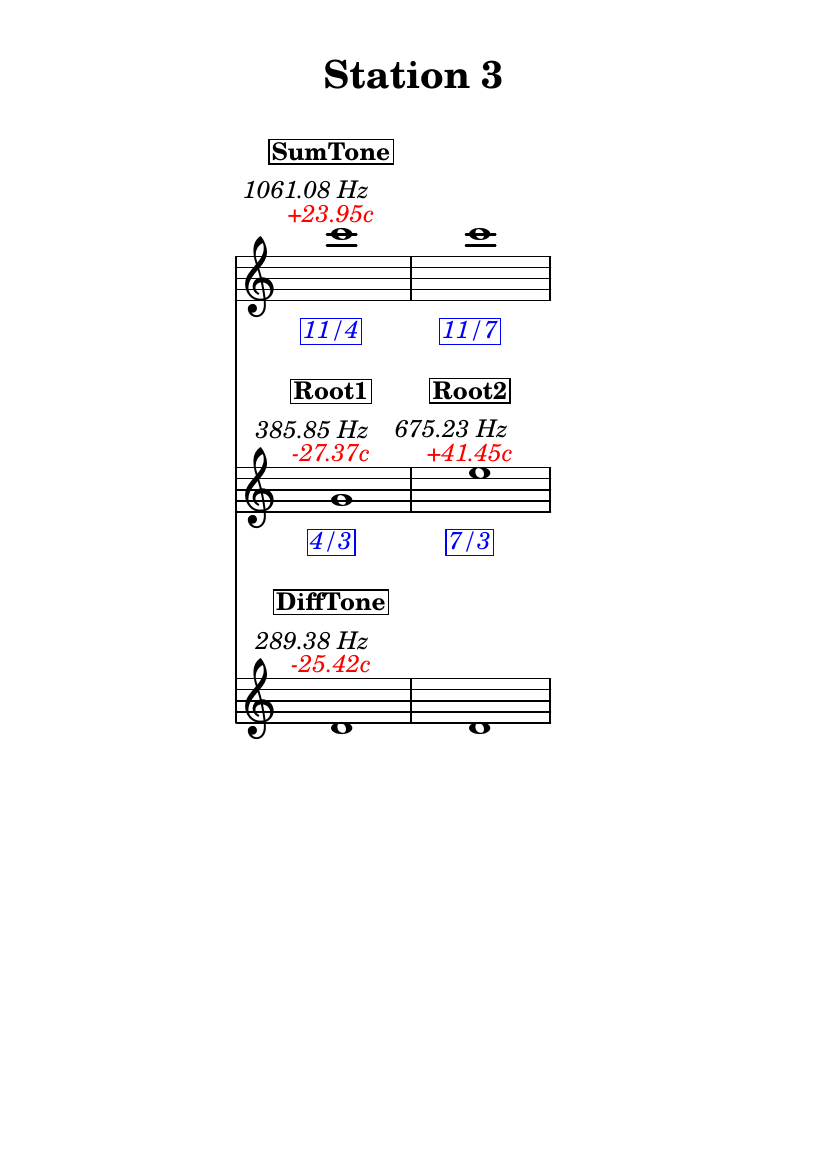 Station 3
SumTone
1061.08 Hz
+23.95c
11/4 11/7
Root1 Root2
385.85 Hz 675.23 Hz
-27.37c +41.45c
4/3 7/3
DiffTone
289.38 Hz
-25.42c